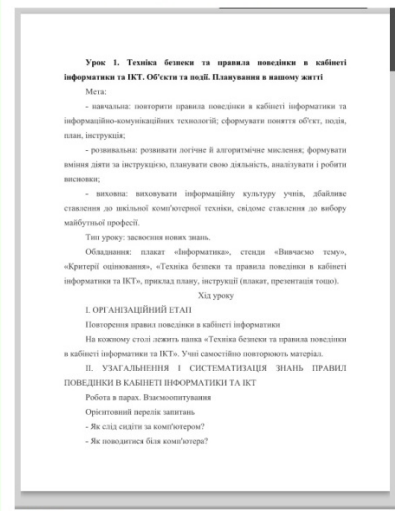 Урок 1. Техніка безпеки та правила поведінки в кабінеті
інформатики та ІКТ. Об'єкти та події. Планування в нашому житті
Мета:
- навчальна: повторити правила поведінки в кабінеті інформатики та
інформаційно-комунікаційних технологій; сформувати поняття об'єкт, подія,
план, інструкція;
- розвивальна: розвивати логічне й алгоритмічне мислення; формувати
вміння діяти за інструкцією, планувати свою діяльність, аналізувати і робити
висновки;
- виховна: виховувати інформаційну культуру учнів, дбайливе
ставлення до шкільної комп'ютерної техніки, свідоме ставлення до вибору
майбутньої професії.
Тип уроку: засвоєння нових знань.
Обладнання: плакат «Інформатика», стенди «Вивчаємо тему»,
«Критерії оцінювання», «Техніка безпеки та правила поведінки в кабінеті
інформатики та ІКТ», приклад плану, інструкції (плакат, презентація тощо).
Хід уроку
І. ОРГАНІЗАЦІЙНИЙ ЕТАП
Повторення правил поведінки в кабінеті інформатики
На кожному столі лежить папка «Техніка безпеки та правила поведінки
в кабінеті інформатики та ІКТ». Учні самостійно повторюють матеріал.
ІІ. УЗАГАЛЬНЕННЯ І СИСТЕМАТИЗАЦІЯ ЗНАНЬ ПРАВИЛ
ПОВЕДІНКИ В КАБІНЕТІ ІНФОРМАТИКИ ТА ІКТ
Робота в парах. Взаємоопитування
Орієнтовний перелік запитань
- Як слід сидіти за комп'ютером?
- Як поводитися біля комп'ютера?